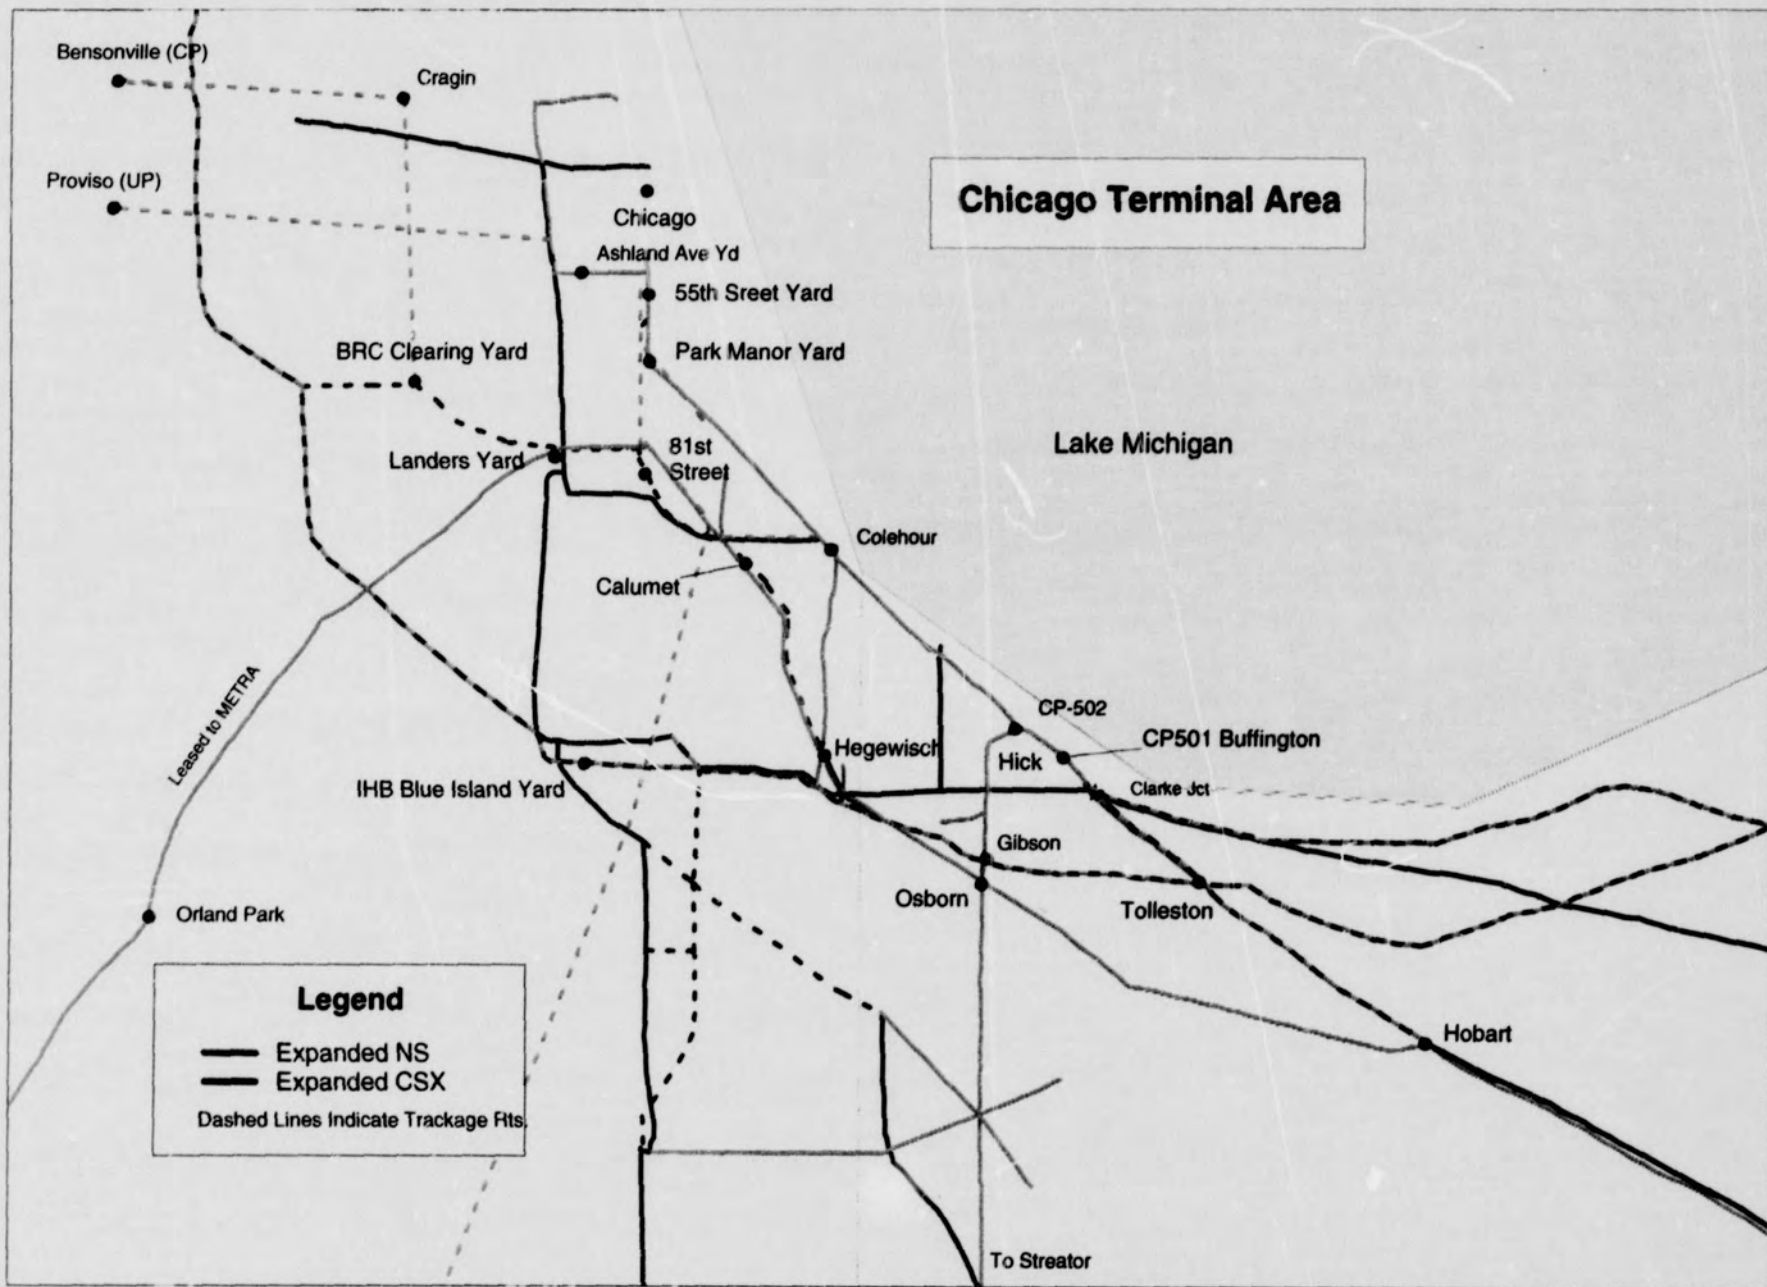 Bensonville (CP)
Cragin
Proviso (UP)
Chicago
Chicago Terminal Area
Ashland Ave Yd
55th Sreet Yard
BRC Clearing Yard
Park Manor Yard
Landers Yard
81st
Street
Lake Michigan
Colehour
Calumet
Leased to METRA
CP-502
Hegewisch
Hick
CP501 Buffington
IHB Blue Island Yard
Clarke Jct
Gibson
Osborn
Tolleston
Orland Park
Hobart
Legend
Expanded NS
Expanded CSX
Dashed Lines Indicate Trackage Rts.
To Streator